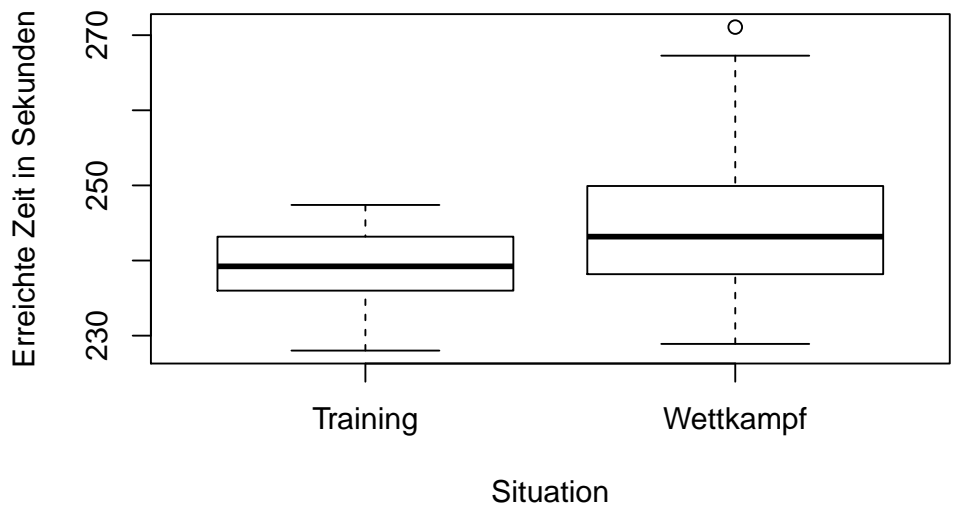 Erreichte Zeit in Sekunden
270
250
230
Training
Wettkampf
Situation